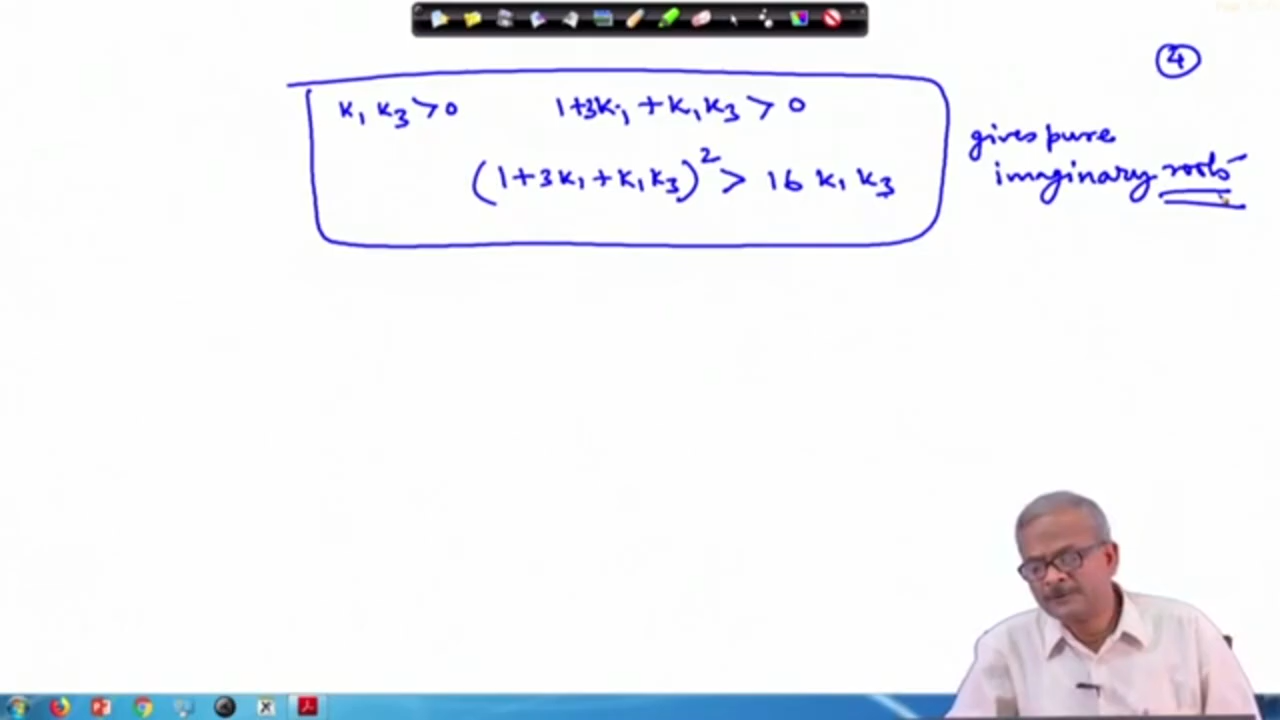 4
k₁ k₃ > 0 1+3k₁ + k₁k₃ > 0
(1+3k₁+k₁k₃)² > 16 k₁ k₃
gives pure
imaginary roots